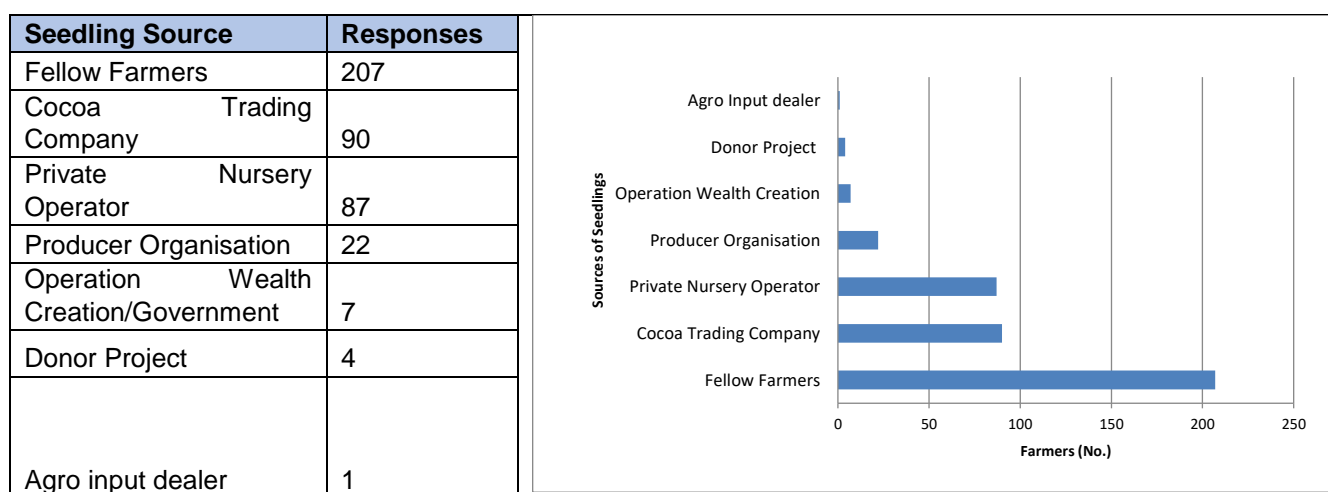 Seedling Source Responses
Fellow Farmers 207
Cocoa Trading
Company 90
Private Nursery
Operator 87
Producer Organisation 22
Operation Wealth
Creation/Government 7
Donor Project 4
Agro input dealer 1
Sources of Seedlings
Agro Input dealer
Donor Project
Operation Wealth Creation
Producer Organisation
Private Nursery Operator
Cocoa Trading Company
Fellow Farmers
0 50 100 150 200 250
Farmers (No.)